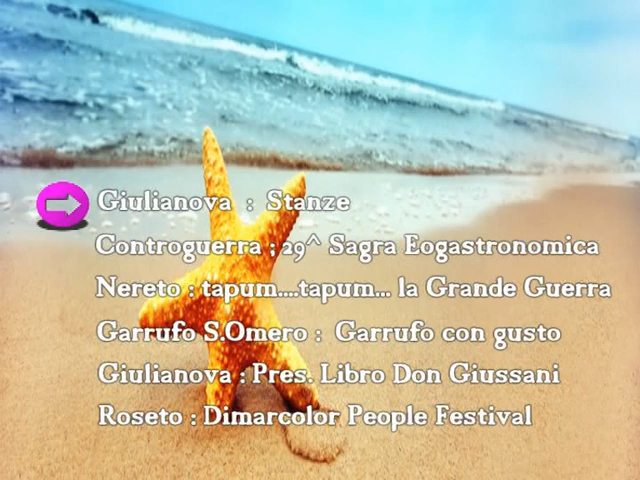 Giulianova : Stanze
Controguerra ; 29^ Sagra Eogastronomica
Nereto : tapum....tapum... la Grande Guerra
Garrufo S.Omero : Garrufo con gusto
Giulianova : Pres. Libro Don Giussani
Roseto : Dimarcolor People Festival